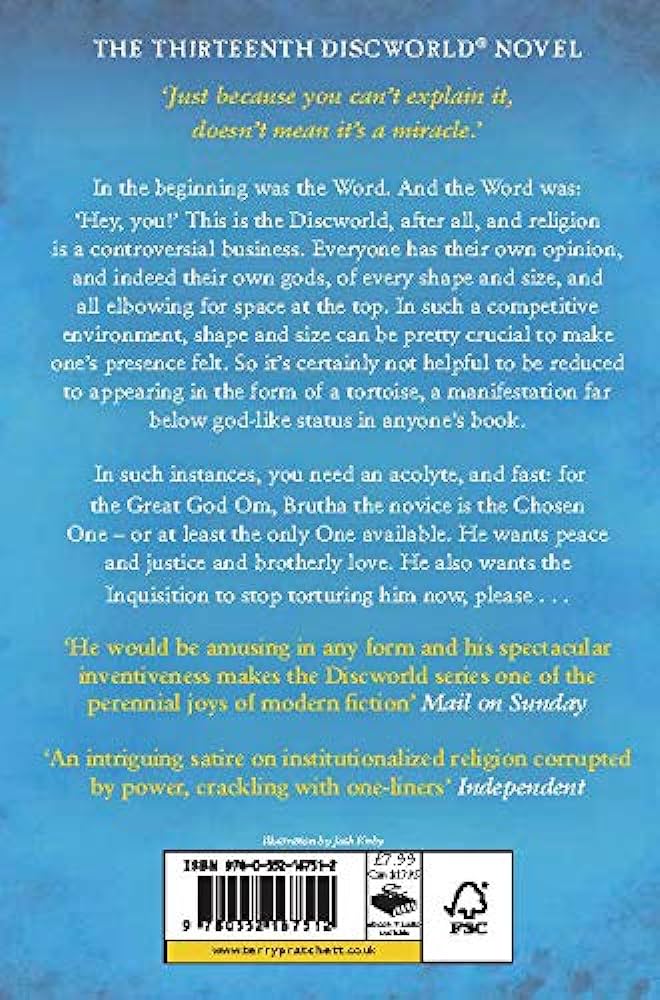 THE THIRTEENTH DISCWORLD® NOVEL
‘Just because you can’t explain it,
doesn’t mean it’s a miracle.’
In the beginning was the Word. And the Word was:
‘Hey, you!’ This is the Discworld, after all, and religion
is a controversial business. Everyone has their own opinion,
and indeed their own gods, of every shape and size, and
all elbowing for space at the top. In such a competitive
environment, shape and size can be pretty crucial to make
one’s presence felt. So it’s certainly not helpful to be reduced
to appearing in the form of a tortoise, a manifestation far
below god-like status in anyone’s book.
In such instances, you need an acolyte, and fast: for
the Great God Om, Brutha the novice is the Chosen
One – or at least the only One available. He wants peace
and justice and brotherly love. He also wants the
Inquisition to stop torturing him now, please . . .
‘He would be amusing in any form and his spectacular
inventiveness makes the Discworld series one of the
perennial joys of modern fiction’ Mail on Sunday
‘An intriguing satire on institutionalized religion corrupted
by power, crackling with one-liners’ Independent
Illustration by Josh Kirby
ISBN 978-0-552-16751-2
£7.99
9 780552 167512
FSC
www.terrypratchett.co.uk